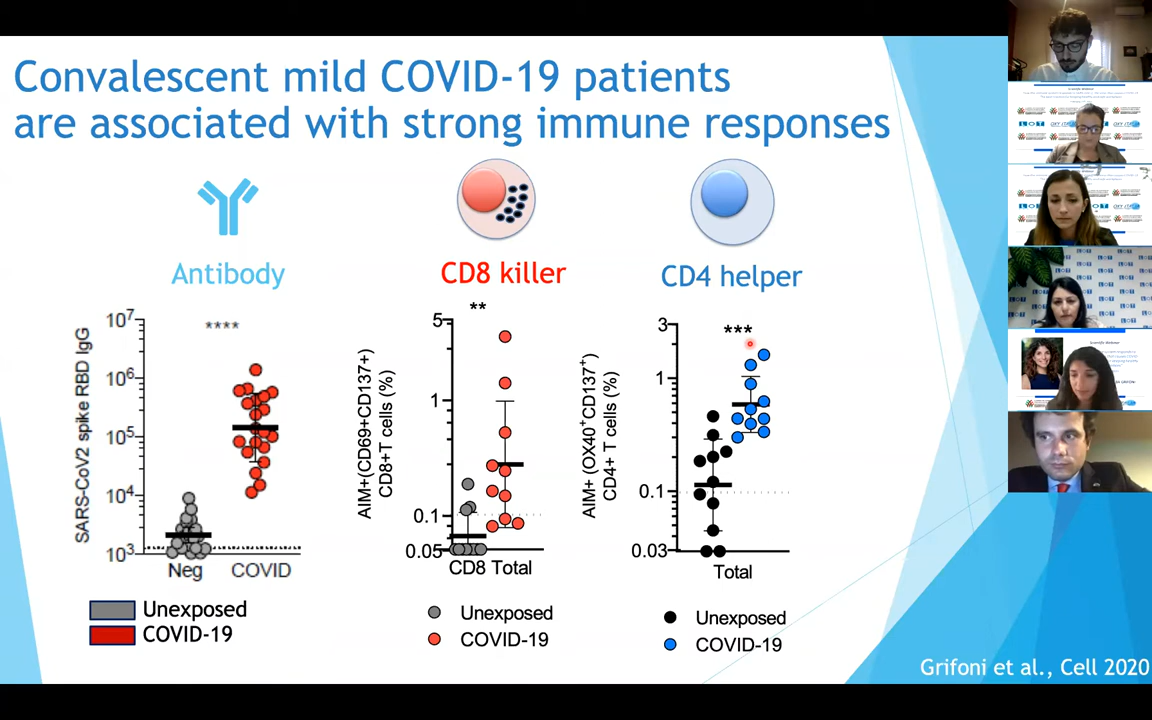 Convalescent mild COVID-19 patients
are associated with strong immune responses
Antibody
CD8 killer
CD4 helper
SARS-CoV2 spike RBD IgG
10⁷
10⁶
10⁵
10⁴
10³
****
Neg
COVID
Unexposed
COVID-19
AIM+(CD69+CD137+)
CD8+T cells (%)
5
1
0.1
0.05
**
CD8 Total
Unexposed
COVID-19
AIM+ (OX40⁺CD137⁺)
CD4+ T cells (%)
3
1
0.1
0.03
***
Total
Unexposed
COVID-19
Grifoni et al., Cell 2020
LOT
LOT